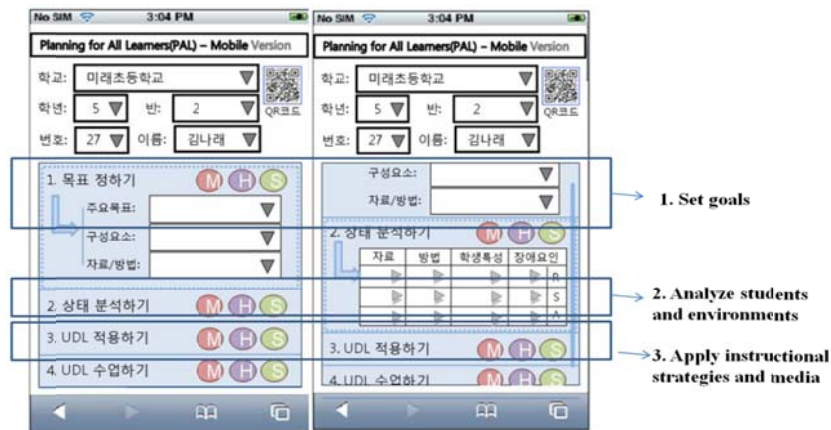 No SIM 3:04 PM
Planning for All Learners(PAL) – Mobile Version
학교: 미래초등학교
학년: 5 반: 2 QR코드
번호: 27 이름: 김나래
1. 목표 정하기 M H S
주요목표:
구성요소:
자료/방법:
2. 상태 분석하기 M H S
3. UDL 적용하기 M H S
4. UDL 수업하기 M H S
No SIM 3:04 PM
Planning for All Learners(PAL) – Mobile Version
학교: 미래초등학교
학년: 5 반: 2 QR코드
번호: 27 이름: 김나래
구성요소:
자료/방법:
2. 상태 분석하기 M H S
자료 방법 학생특성 장애요인
R
S
A
3. UDL 적용하기 M H S
4. UDL 수업하기 M H S
1. Set goals
2. Analyze students
and environments
3. Apply instructional
strategies and media